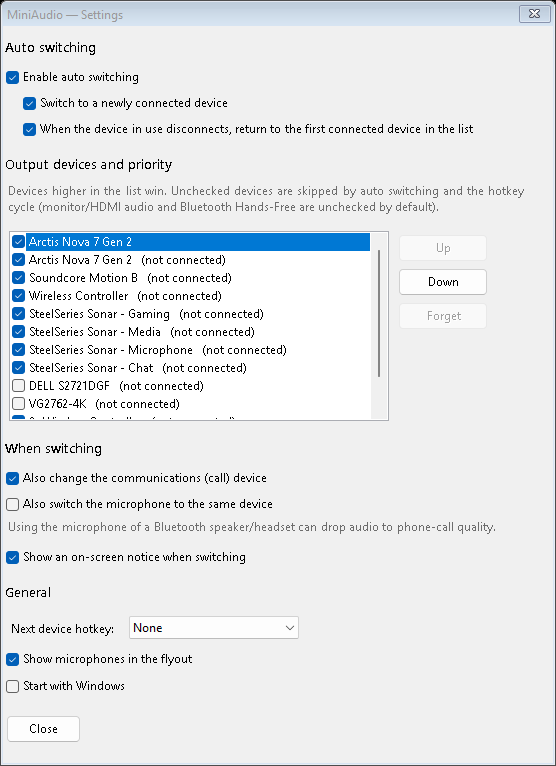 MiniAudio — Settings
Auto switching
Enable auto switching
Switch to a newly connected device
When the device in use disconnects, return to the first connected device in the list
Output devices and priority
Devices higher in the list win. Unchecked devices are skipped by auto switching and the hotkey
cycle (monitor/HDMI audio and Bluetooth Hands-Free are unchecked by default).
Arctis Nova 7 Gen 2
Arctis Nova 7 Gen 2 (not connected)
Soundcore Motion B (not connected)
Wireless Controller (not connected)
SteelSeries Sonar - Gaming (not connected)
SteelSeries Sonar - Media (not connected)
SteelSeries Sonar - Microphone (not connected)
SteelSeries Sonar - Chat (not connected)
DELL S2721DGF (not connected)
VG2762-4K (not connected)
Up
Down
Forget
When switching
Also change the communications (call) device
Also switch the microphone to the same device
Using the microphone of a Bluetooth speaker/headset can drop audio to phone-call quality.
Show an on-screen notice when switching
General
Next device hotkey: None
Show microphones in the flyout
Start with Windows
Close